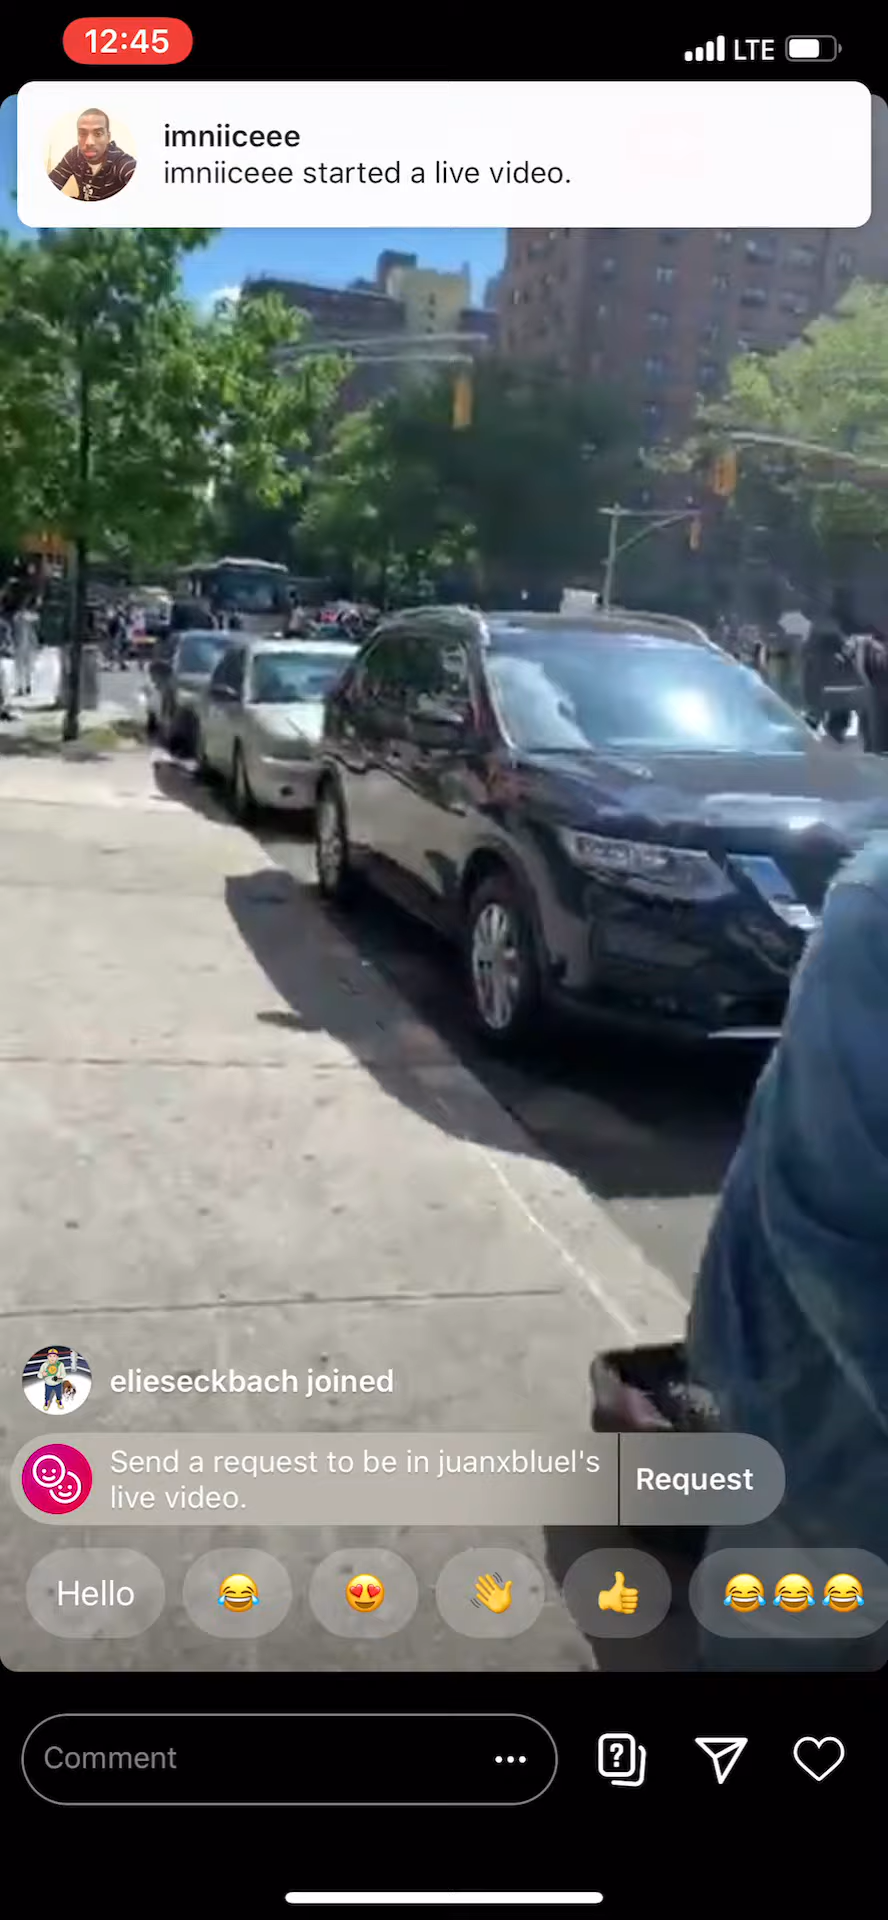 12:45
LTE
imniiceee
imniiceee started a live video.
elieseckbach joined
Send a request to be in juanxbluel's
live video.
Request
Hello
Comment